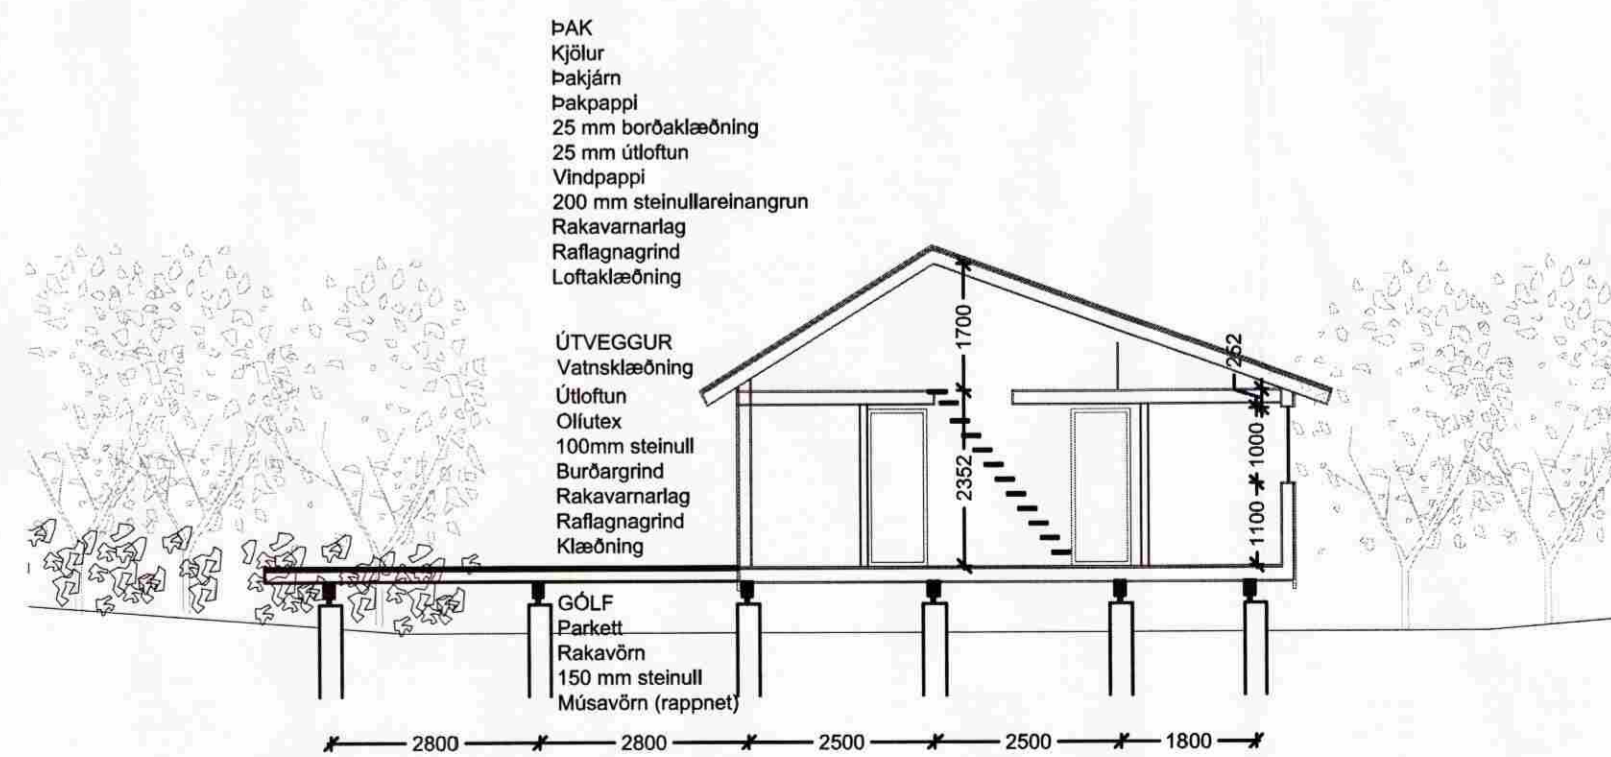 ÞAK
Kjölur
Þakjárn
Þakpappi
25 mm borðaklæðning
25 mm útloftun
Vindpappi
200 mm steinullareinangrun
Rakavarnarlag
Raflagnagrind
Loftaklæðning
ÚTVEGGUR
Vatnsklæðning
Útloftun
Olíutex
100mm steinull
Burðargrind
Rakavarnarlag
Raflagnagrind
Klæðning
1700
2352
252
1000
1100
GÓLF
Parkett
Rakavörn
150 mm steinull
Músavörn (rappnet)
2800 2800 2500 2500 1800